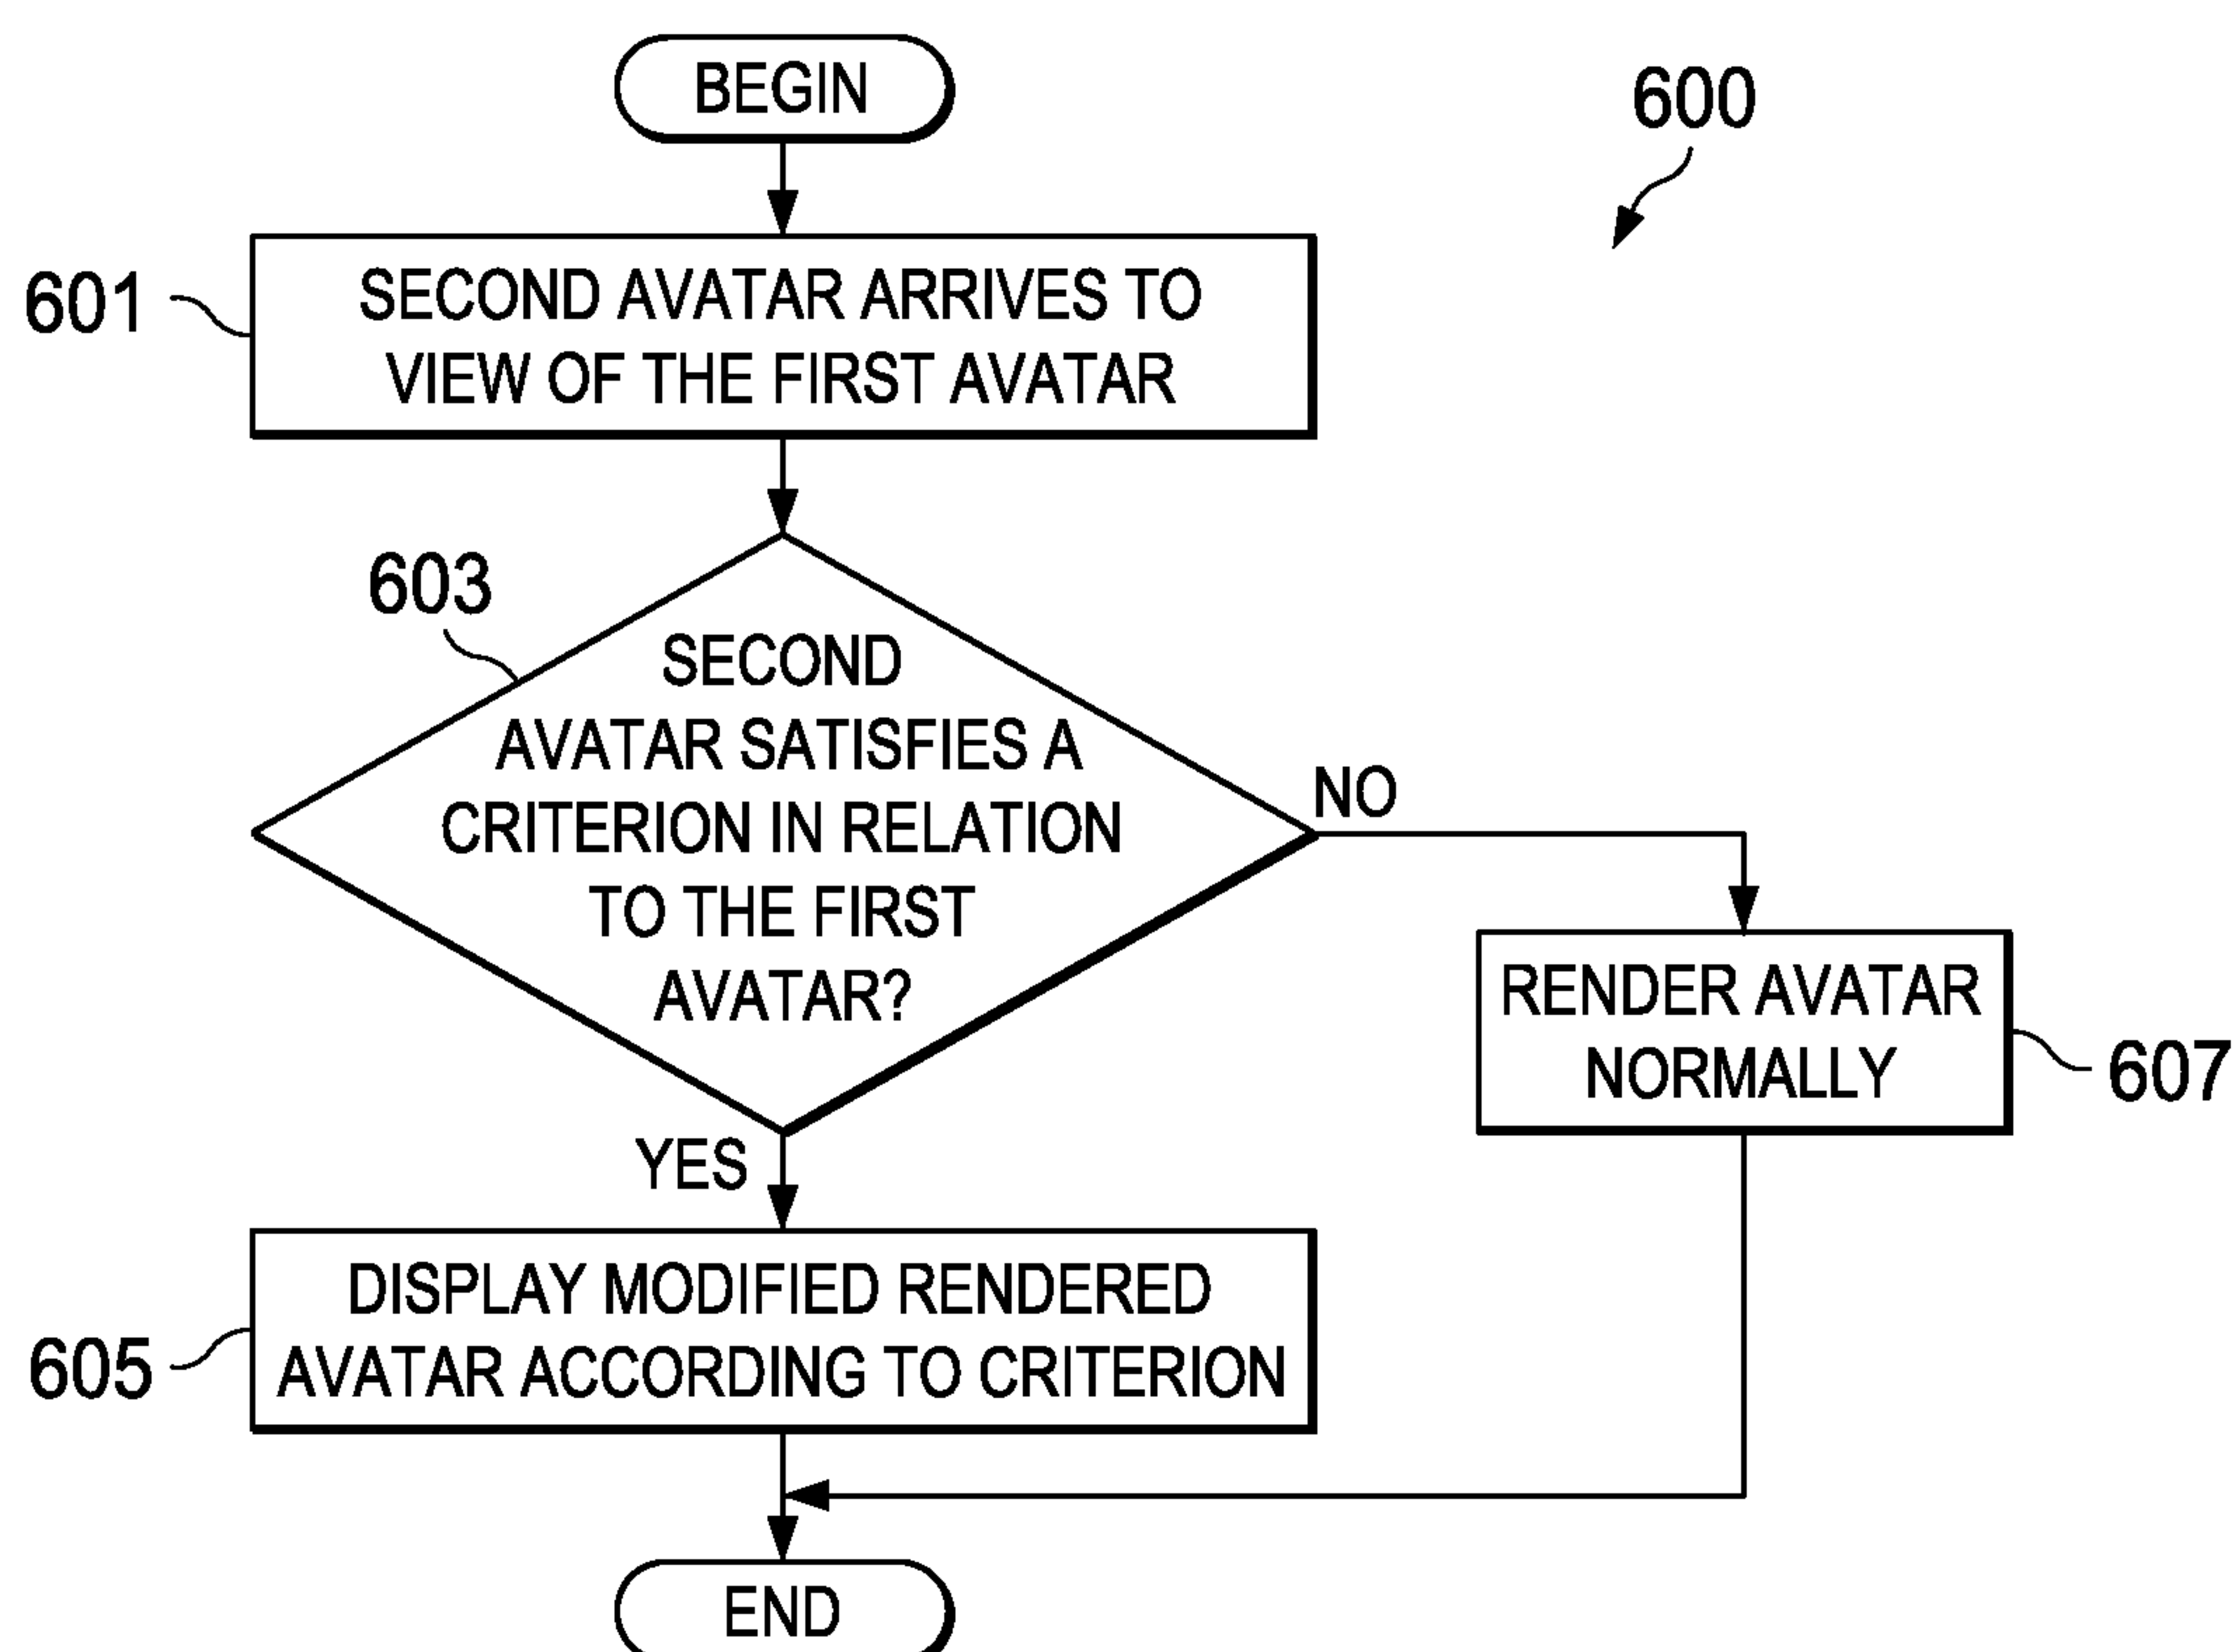 BEGIN
600
601
SECOND AVATAR ARRIVES TO
VIEW OF THE FIRST AVATAR
603
SECOND
AVATAR SATISFIES A
CRITERION IN RELATION
TO THE FIRST
AVATAR?
NO
RENDER AVATAR
NORMALLY
607
YES
DISPLAY MODIFIED RENDERED
AVATAR ACCORDING TO CRITERION
605
END